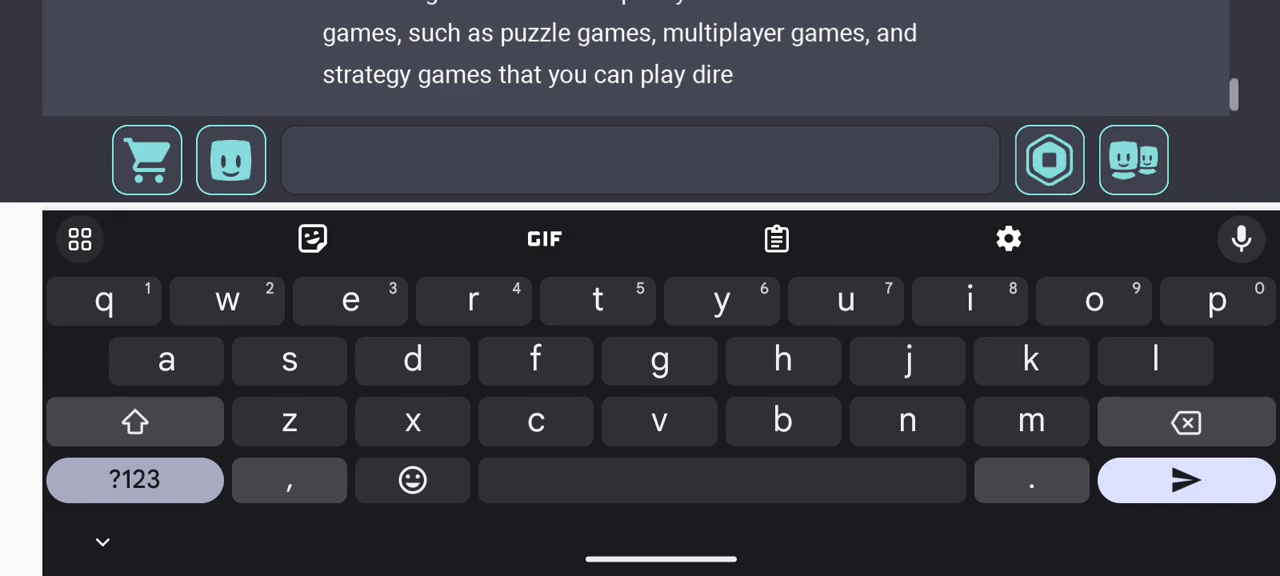 games, such as puzzle games, multiplayer games, and
strategy games that you can play dire
GIF
q 1 w 2 e 3 r 4 t 5 y 6 u 7 i 8 o 9 p 0
a s d f g h j k l
z x c v b n m
?123 , .